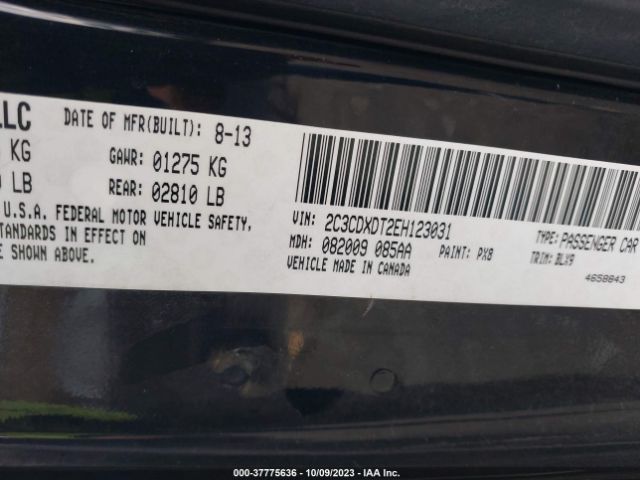 LLC DATE OF MFR(BUILT): 8-13
KG GAWR: 01275 KG
LB REAR: 02810 LB
U.S.A. FEDERAL MOTOR VEHICLE SAFETY,
STANDARDS IN EFFECT ON THE
SHOWN ABOVE.
VIN: 2C3CDXDT2EH123031 TYPE: PASSENGER CAR
MDH: 082009 085AA PAINT: PX8 TRIM: BLX9
VEHICLE MADE IN CANADA 4658843
000-37775636 - 10/09/2023 - IAA Inc.